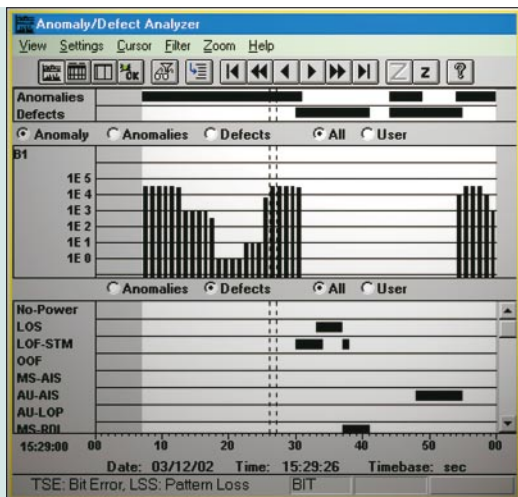 Anomaly/Defect Analyzer
View Settings Cursor Filter Zoom Help
OK Z z ?
Anomalies
Defects
Anomaly Anomalies Defects All User
B1
1E 5
1E 4
1E 3
1E 2
1E 1
1E 0
Anomalies Defects All User
No-Power
LOS
LOF-STM
OOF
MS-AIS
AU-AIS
AU-LOP
MS-RDI
15:29:00 00 10 20 30 40 50 60
Date: 03/12/02 Time: 15:29:26 Timebase: sec
TSE: Bit Error, LSS: Pattern Loss BIT